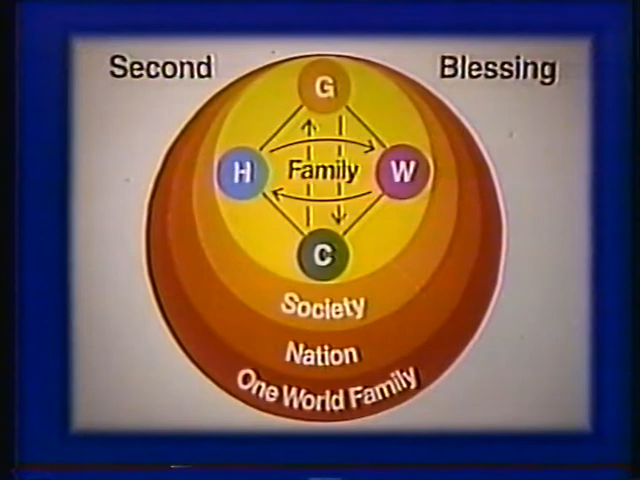 Second Blessing
G
H Family W
C
Society
Nation
One World Family